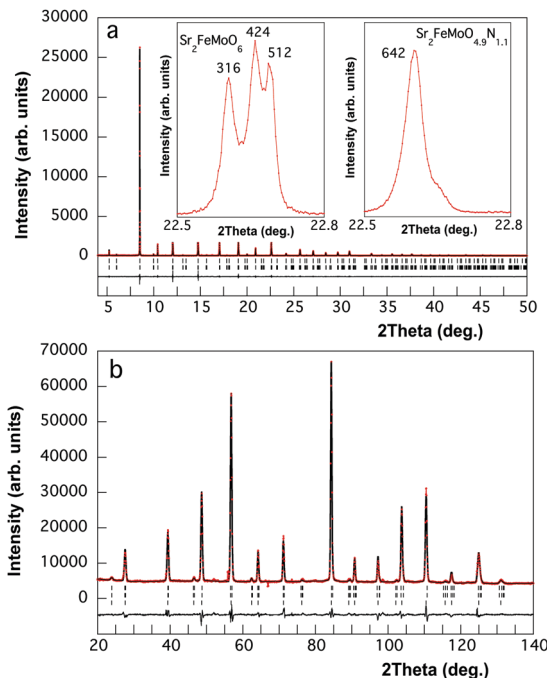 a
30000
25000
20000
15000
10000
5000
0
Intensity (arb. units)
5 10 15 20 25 30 35 40 45 50
2Theta (deg.)
Sr2FeMoO6
424
512
316
Intensity (arb. units)
22.5 22.8
2Theta (deg.)
Sr2FeMoO4.9N1.1
642
Intensity (arb. units)
22.5 22.8
2Theta (deg.)
b
70000
60000
50000
40000
30000
20000
10000
0
Intensity (arb. units)
20 40 60 80 100 120 140
2Theta (deg.)